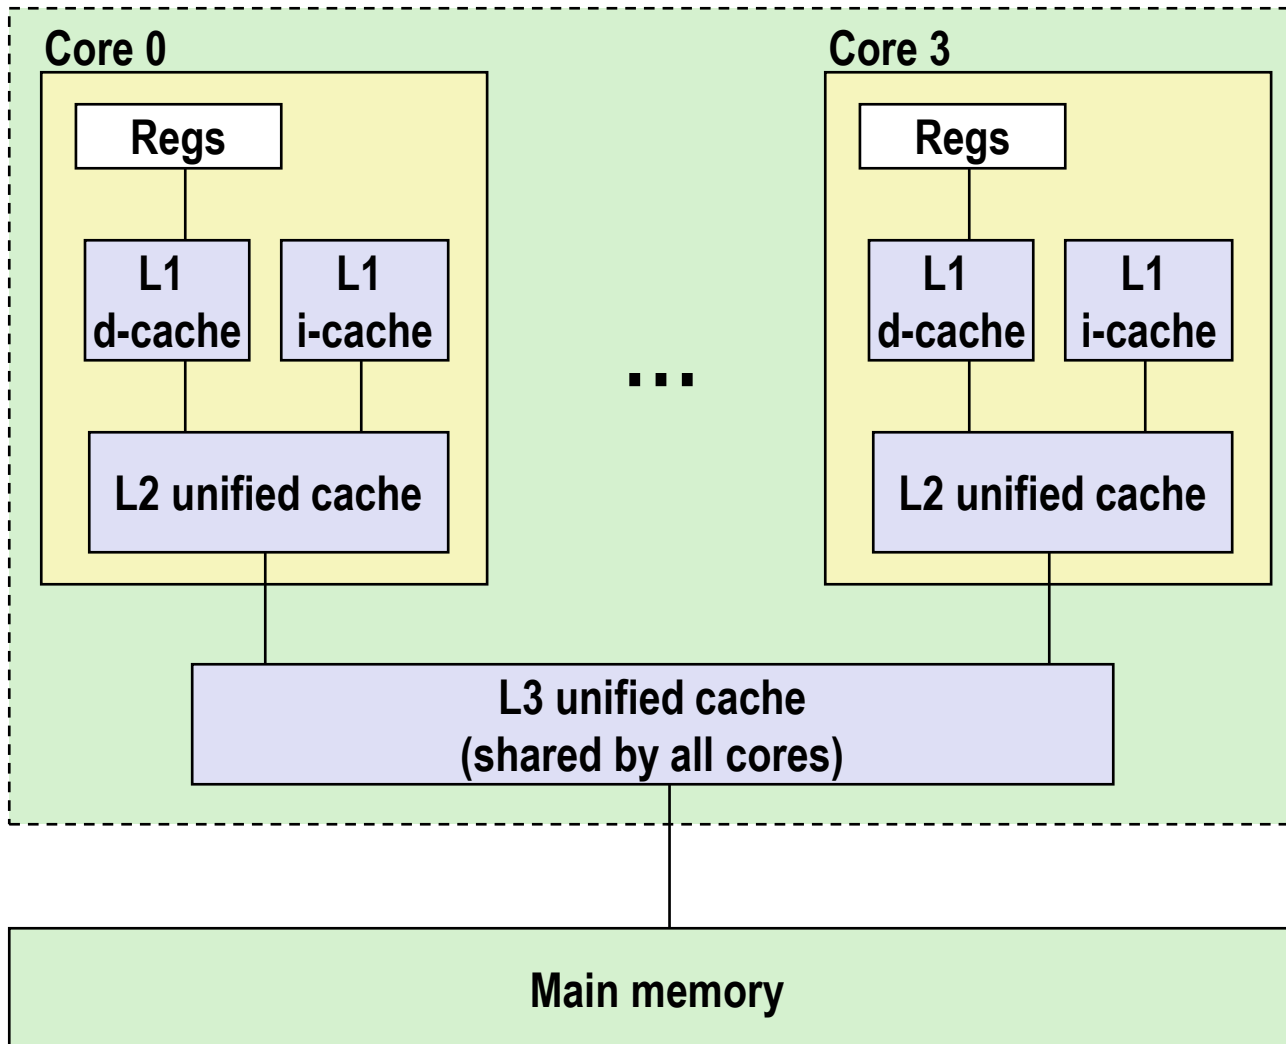 Core 0
Core 3
Regs
Regs
L1
d-cache
L1
i-cache
L1
d-cache
L1
i-cache
...
L2 unified cache
L2 unified cache
L3 unified cache
(shared by all cores)
Main memory